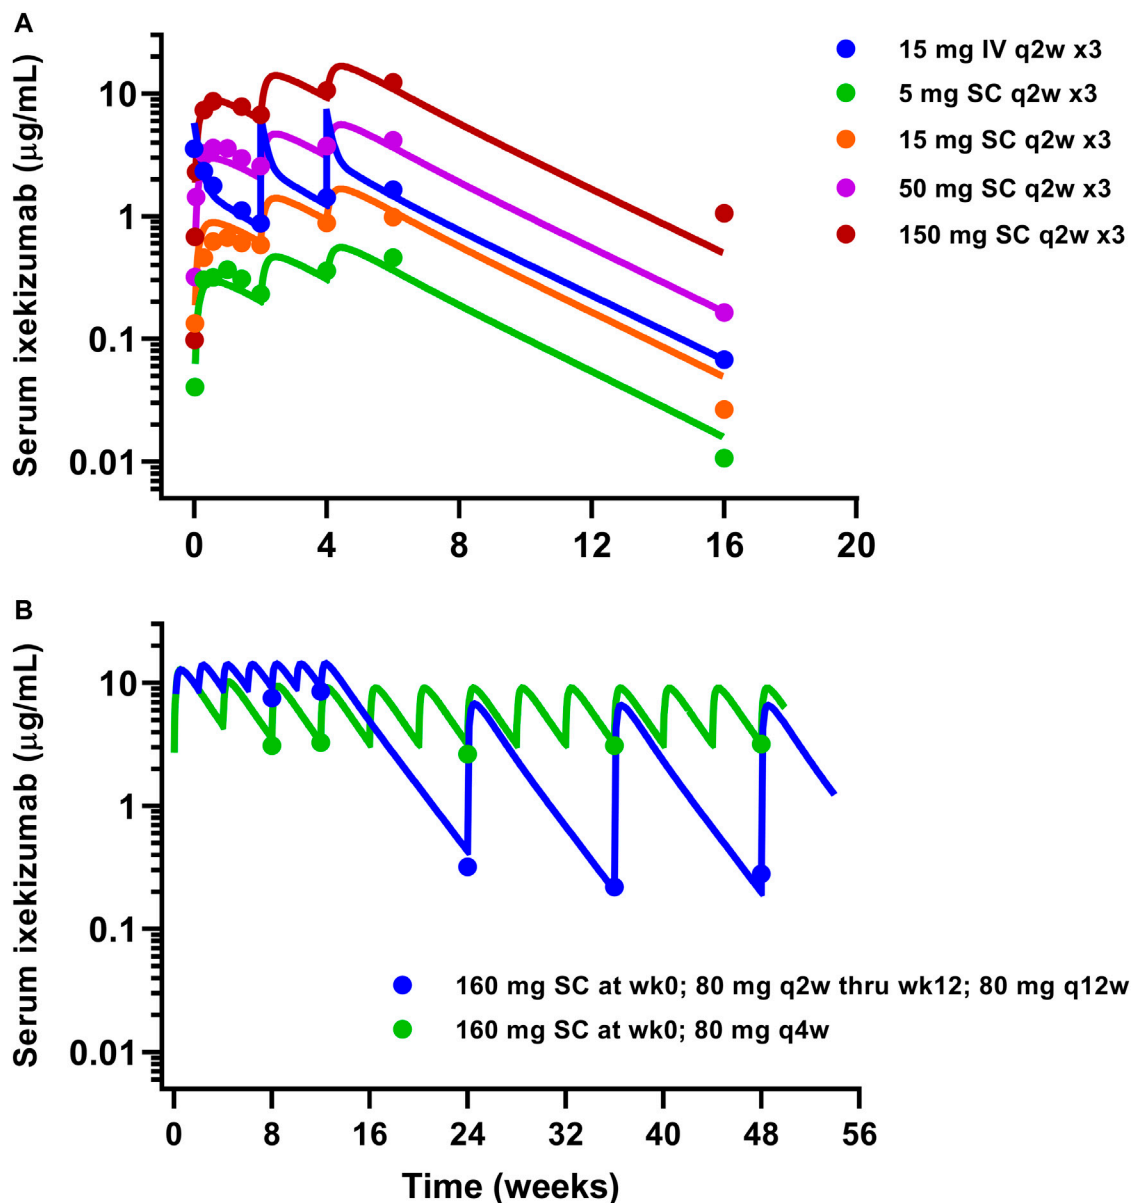 A
Serum ixekizumab (µg/mL)
10
1
0.1
0.01
0 4 8 12 16 20
15 mg IV q2w x3
5 mg SC q2w x3
15 mg SC q2w x3
50 mg SC q2w x3
150 mg SC q2w x3
B
Serum ixekizumab (µg/mL)
10
1
0.1
0.01
160 mg SC at wk0; 80 mg q2w thru wk12; 80 mg q12w
160 mg SC at wk0; 80 mg q4w
0 8 16 24 32 40 48 56
Time (weeks)